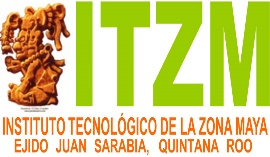 ITZM
INSTITUTO TECNOLÓGICO DE LA ZONA MAYA
EJIDO JUAN SARABIA, QUINTANA ROO